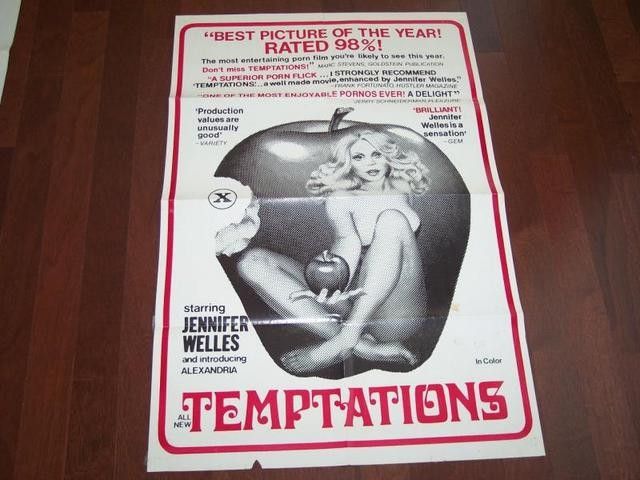 "BEST PICTURE OF THE YEAR!
RATED 98%!
The most entertaining porn film you're likely to see this year.
Don't miss TEMPTATIONS!" MARC STEVENS, GOLDSTEIN PUBLICATION
"A SUPERIOR PORN FLICK ...I STRONGLY RECOMMEND
'TEMPTATIONS'...a well made movie, enhanced by Jennifer Welles."
-FRANK FORTUNATO, HUSTLER MAGAZINE
"ONE OF THE MOST ENJOYABLE PORNOS EVER! A DELIGHT"
JERRY SCHNEIDERMAN, PLEAZURE
'Production
values are
unusually
good'
-VARIETY
'BRILLIANT!
Jennifer
Welles is a
sensation'
-GEM
X
starring
JENNIFER
WELLES
and introducing
ALEXANDRIA
In Color
ALL
NEW
TEMPTATIONS